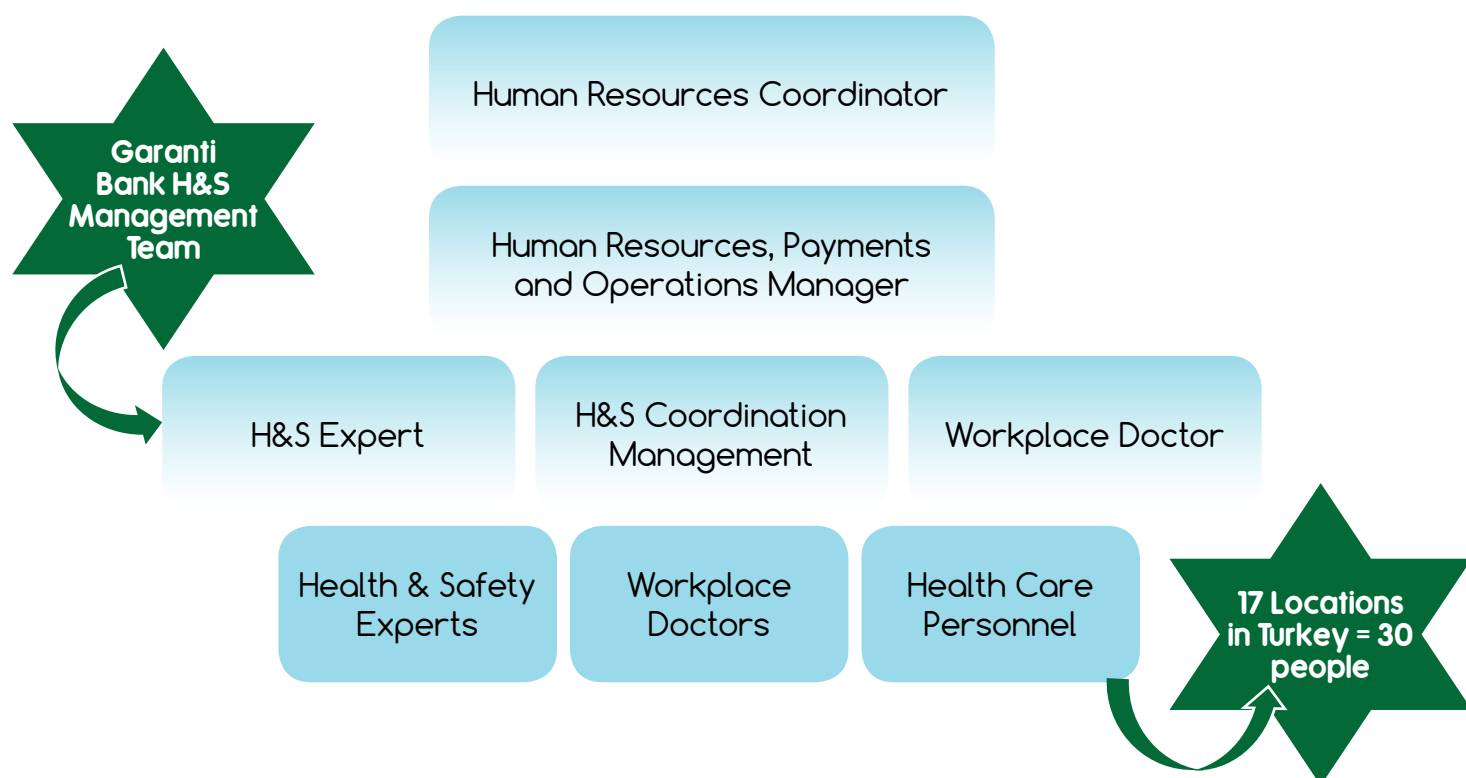 Human Resources Coordinator
Garanti
Bank H&S
Management
Team
Human Resources, Payments
and Operations Manager
H&S Expert
H&S Coordination
Management
Workplace Doctor
Health & Safety
Experts
Workplace
Doctors
Health Care
Personnel
17 Locations
in Turkey = 30
people